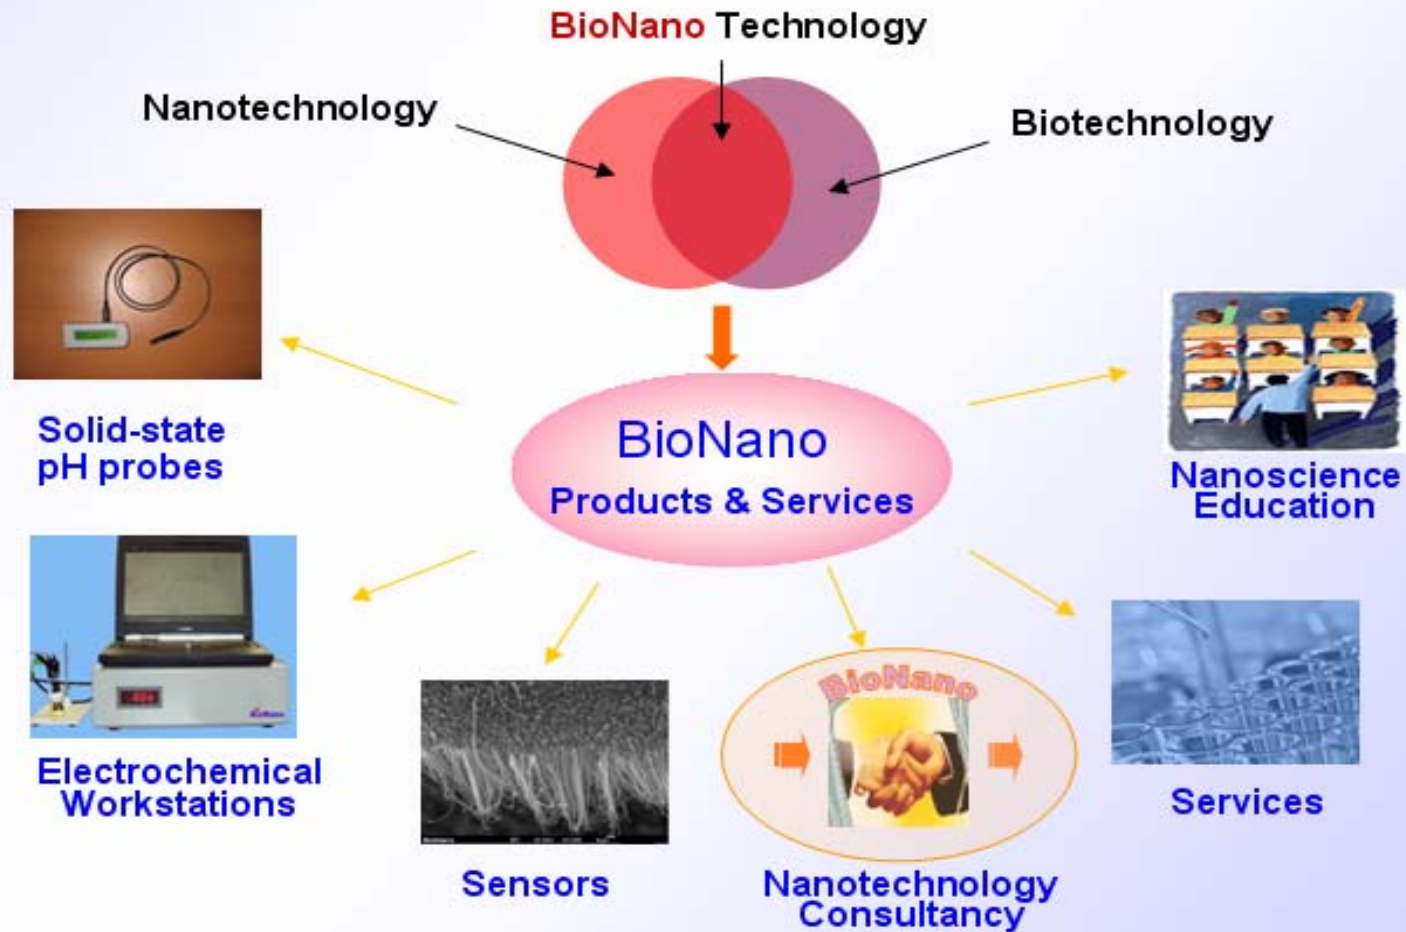 BioNano Technology
Nanotechnology
Biotechnology
Solid-state
pH probes
BioNano
Products & Services
Nanoscience
Education
Electrochemical
Workstations
Sensors
BioNano
Nanotechnology
Consultancy
Services